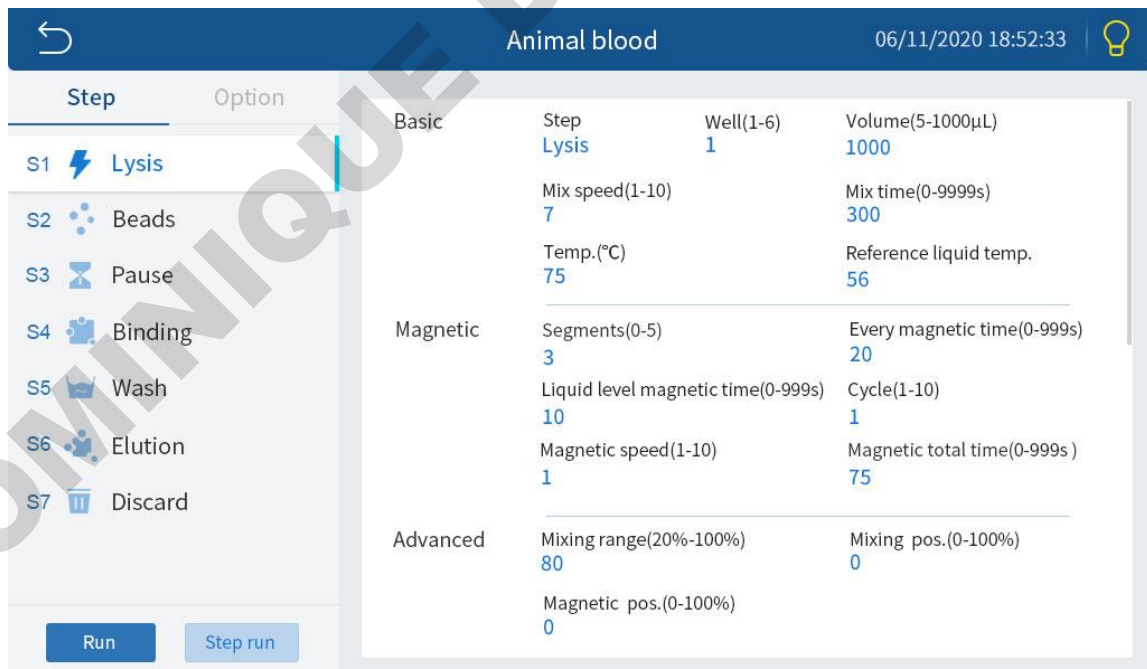 Animal blood
06/11/2020 18:52:33
Step Option
S1 Lysis
S2 Beads
S3 Pause
S4 Binding
S5 Wash
S6 Elution
S7 Discard
Run Step run
Basic
Step Well(1-6) Volume(5-1000μL)
Lysis 1 1000
Mix speed(1-10) Mix time(0-9999s)
7 300
Temp.(℃) Reference liquid temp.
75 56
Magnetic
Segments(0-5) Every magnetic time(0-999s)
3 20
Liquid level magnetic time(0-999s) Cycle(1-10)
10 1
Magnetic speed(1-10) Magnetic total time(0-999s)
1 75
Advanced
Mixing range(20%-100%) Mixing pos.(0-100%)
80 0
Magnetic pos.(0-100%)
0
OMINIQUE